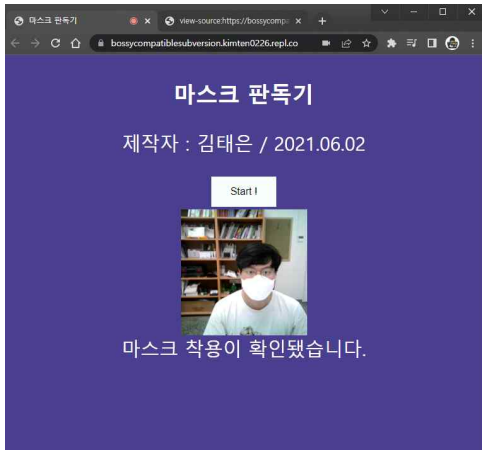 마스크 판독기
view-source:https://bossycompa
bossycompatiblesubversion.kimten0226.repl.co
마스크 판독기
제작자 : 김태은 / 2021.06.02
Start !
마스크 착용이 확인됐습니다.